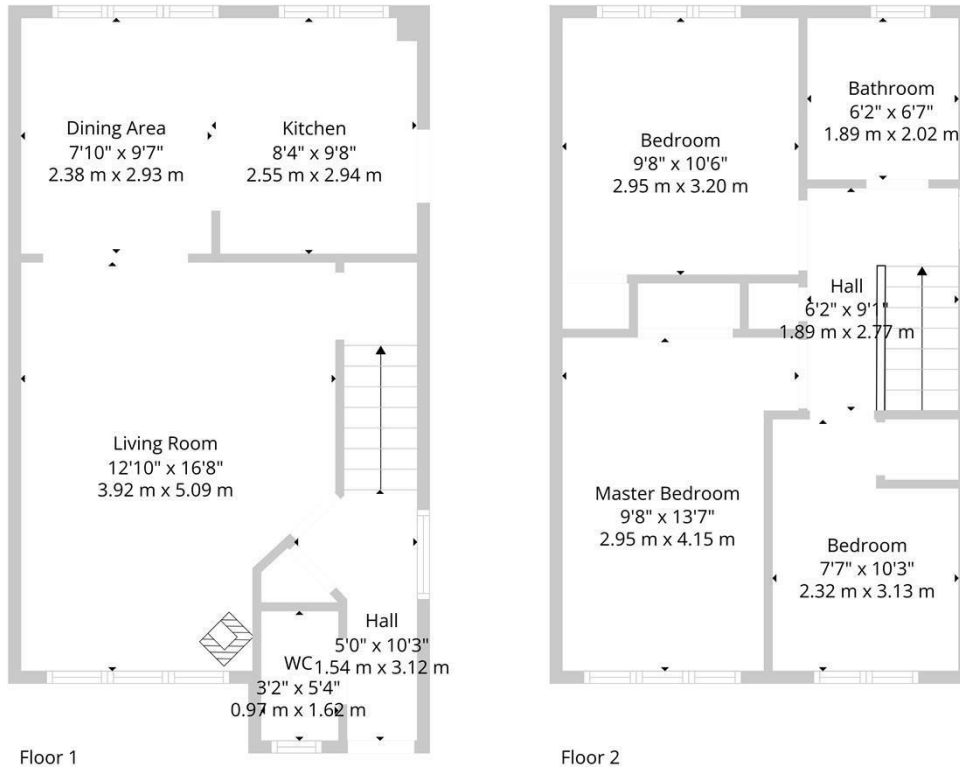 Dining Area
7'10" x 9'7"
2.38 m x 2.93 m
Kitchen
8'4" x 9'8"
2.55 m x 2.94 m
Living Room
12'10" x 16'8"
3.92 m x 5.09 m
Hall
5'0" x 10'3"
1.54 m x 3.12 m
WC
3'2" x 5'4"
0.97 m x 1.62 m
Floor 1
Bedroom
9'8" x 10'6"
2.95 m x 3.20 m
Bathroom
6'2" x 6'7"
1.89 m x 2.02 m
Hall
6'2" x 9'1"
1.89 m x 2.77 m
Master Bedroom
9'8" x 13'7"
2.95 m x 4.15 m
Bedroom
7'7" x 10'3"
2.32 m x 3.13 m
Floor 2